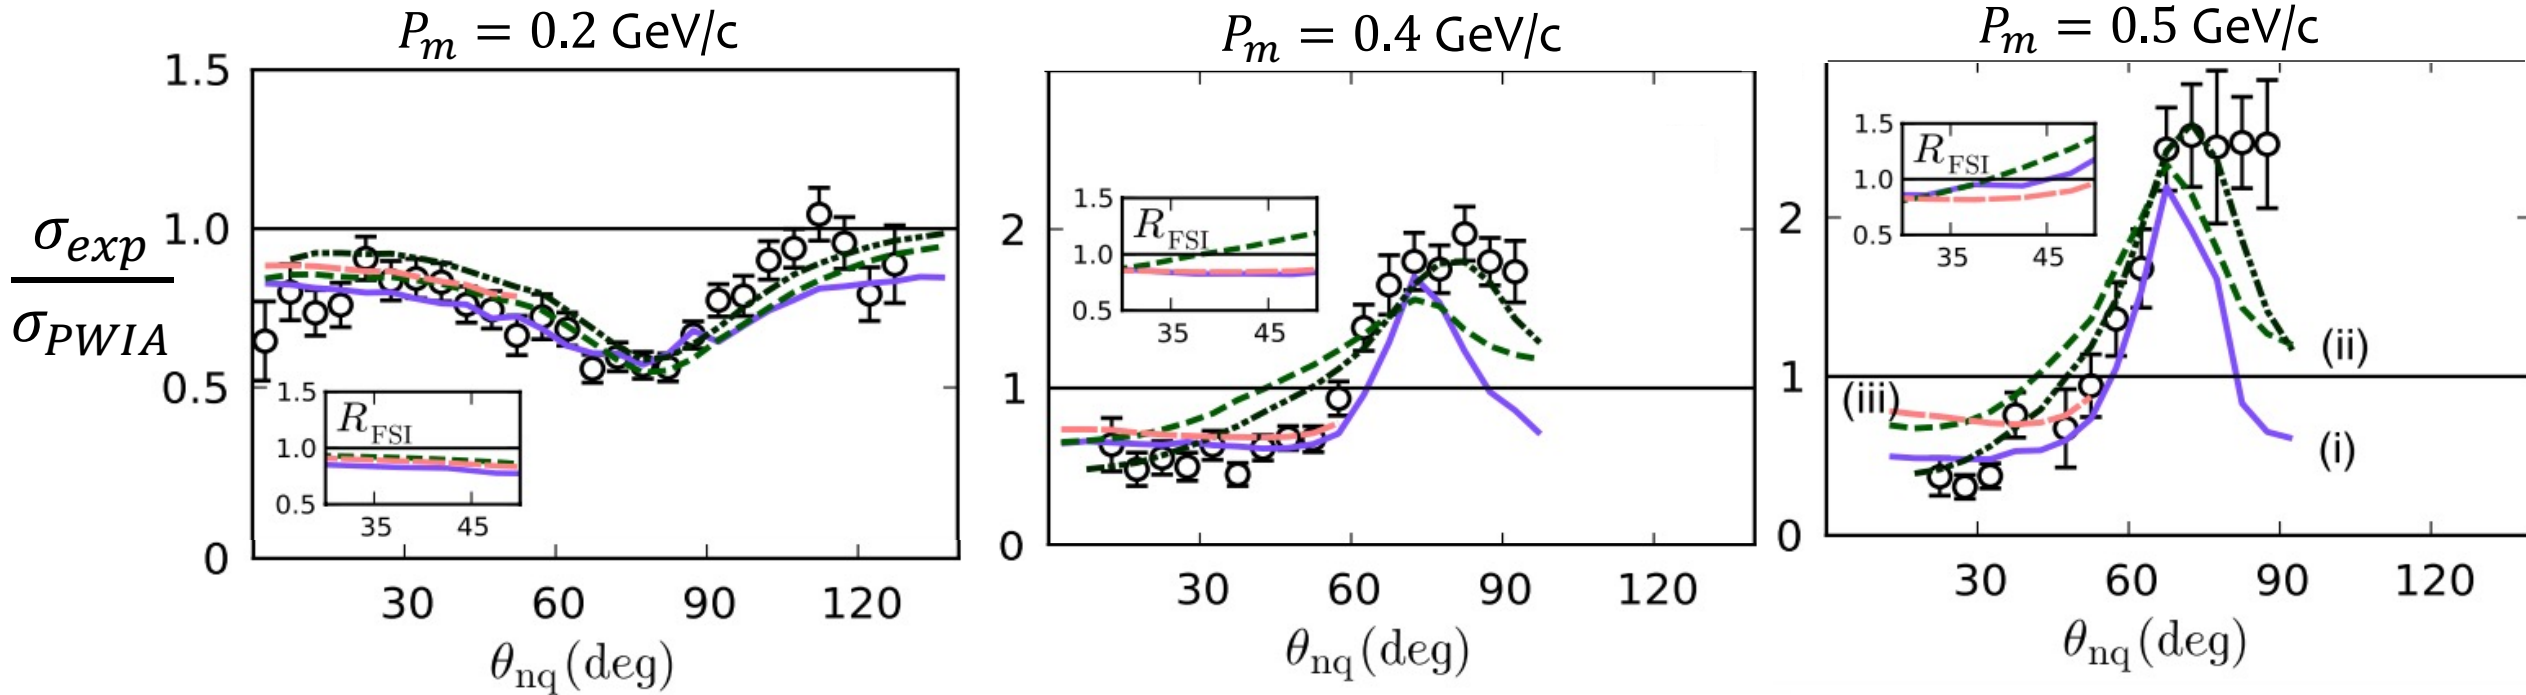 P_m = 0.2 GeV/c
P_m = 0.4 GeV/c
P_m = 0.5 GeV/c
σ_exp
σ_PWIA
1.5
1.0
0.5
0
30 60 90 120
θ_nq (deg)
1.5
1.0
0.5
R_FSI
35 45
2
1
0
30 60 90 120
θ_nq (deg)
1.5
1.0
0.5
R_FSI
35 45
2
1
0
30 60 90 120
θ_nq (deg)
1.5
1.0
0.5
R_FSI
35 45
(ii)
(iii)
(i)